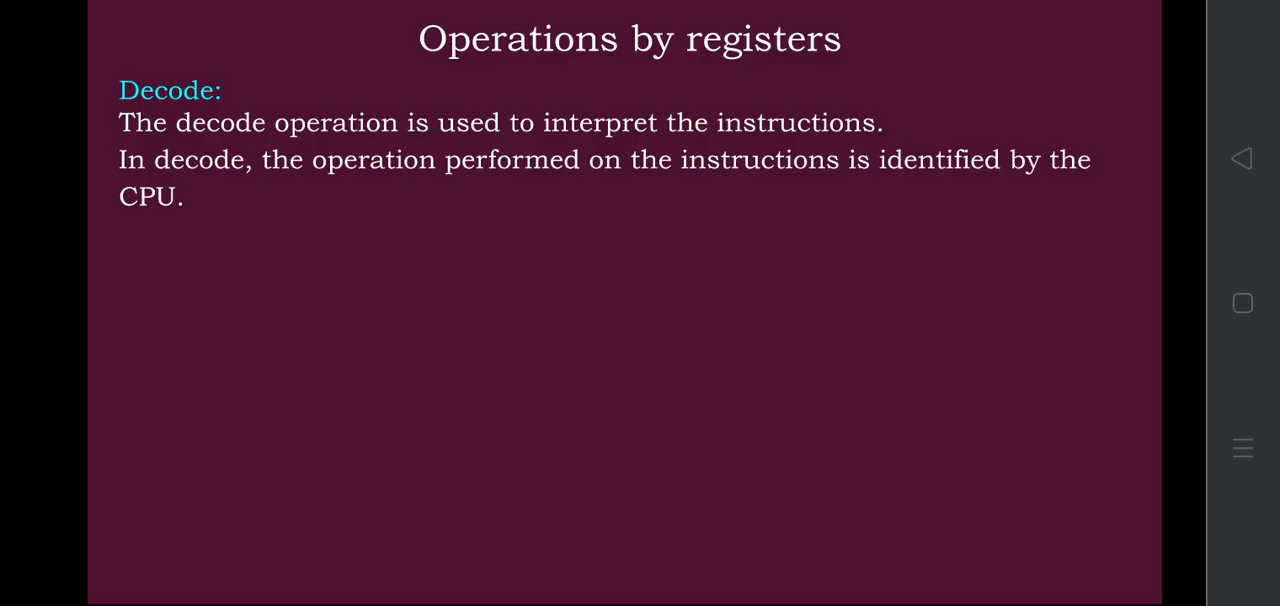 Operations by registers
Decode:
The decode operation is used to interpret the instructions.
In decode, the operation performed on the instructions is identified by the
CPU.